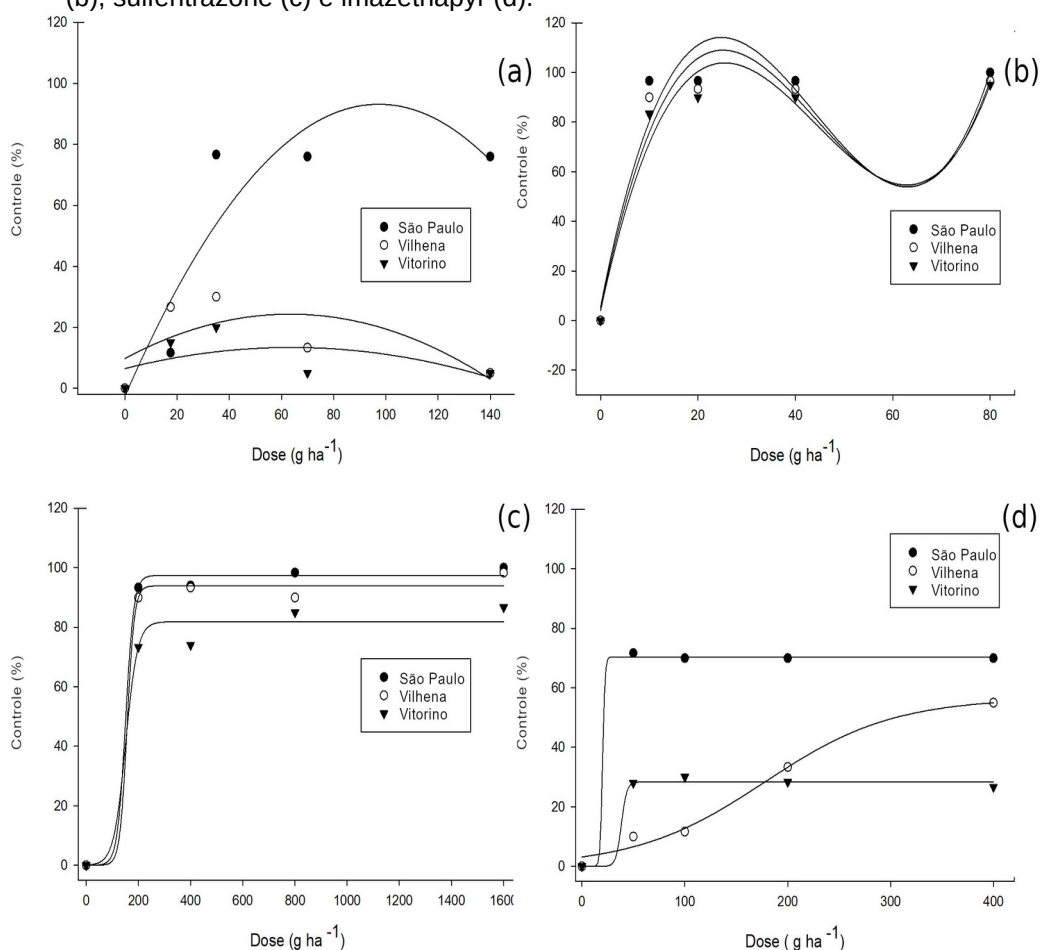 (b), sulfentrazone (c) e imazethapyr (d).
120
100
80
60
40
20
0
Controle (%)
(a)
São Paulo
Vilhena
Vitorino
0 20 40 60 80 100 120 140
Dose (g ha-1)
120
100
80
60
40
20
0
-20
Controle (%)
(b)
São Paulo
Vilhena
Vitorino
0 20 40 60 80
Dose (g ha-1)
120
100
80
60
40
20
0
Controle (%)
(c)
São Paulo
Vilhena
Vitorino
0 200 400 600 800 1000 1200 1400 160(
Dose (g ha-1)
120
100
80
60
40
20
0
Controle (%)
(d)
São Paulo
Vilhena
Vitorino
0 100 200 300 400
Dose ( g ha-1)